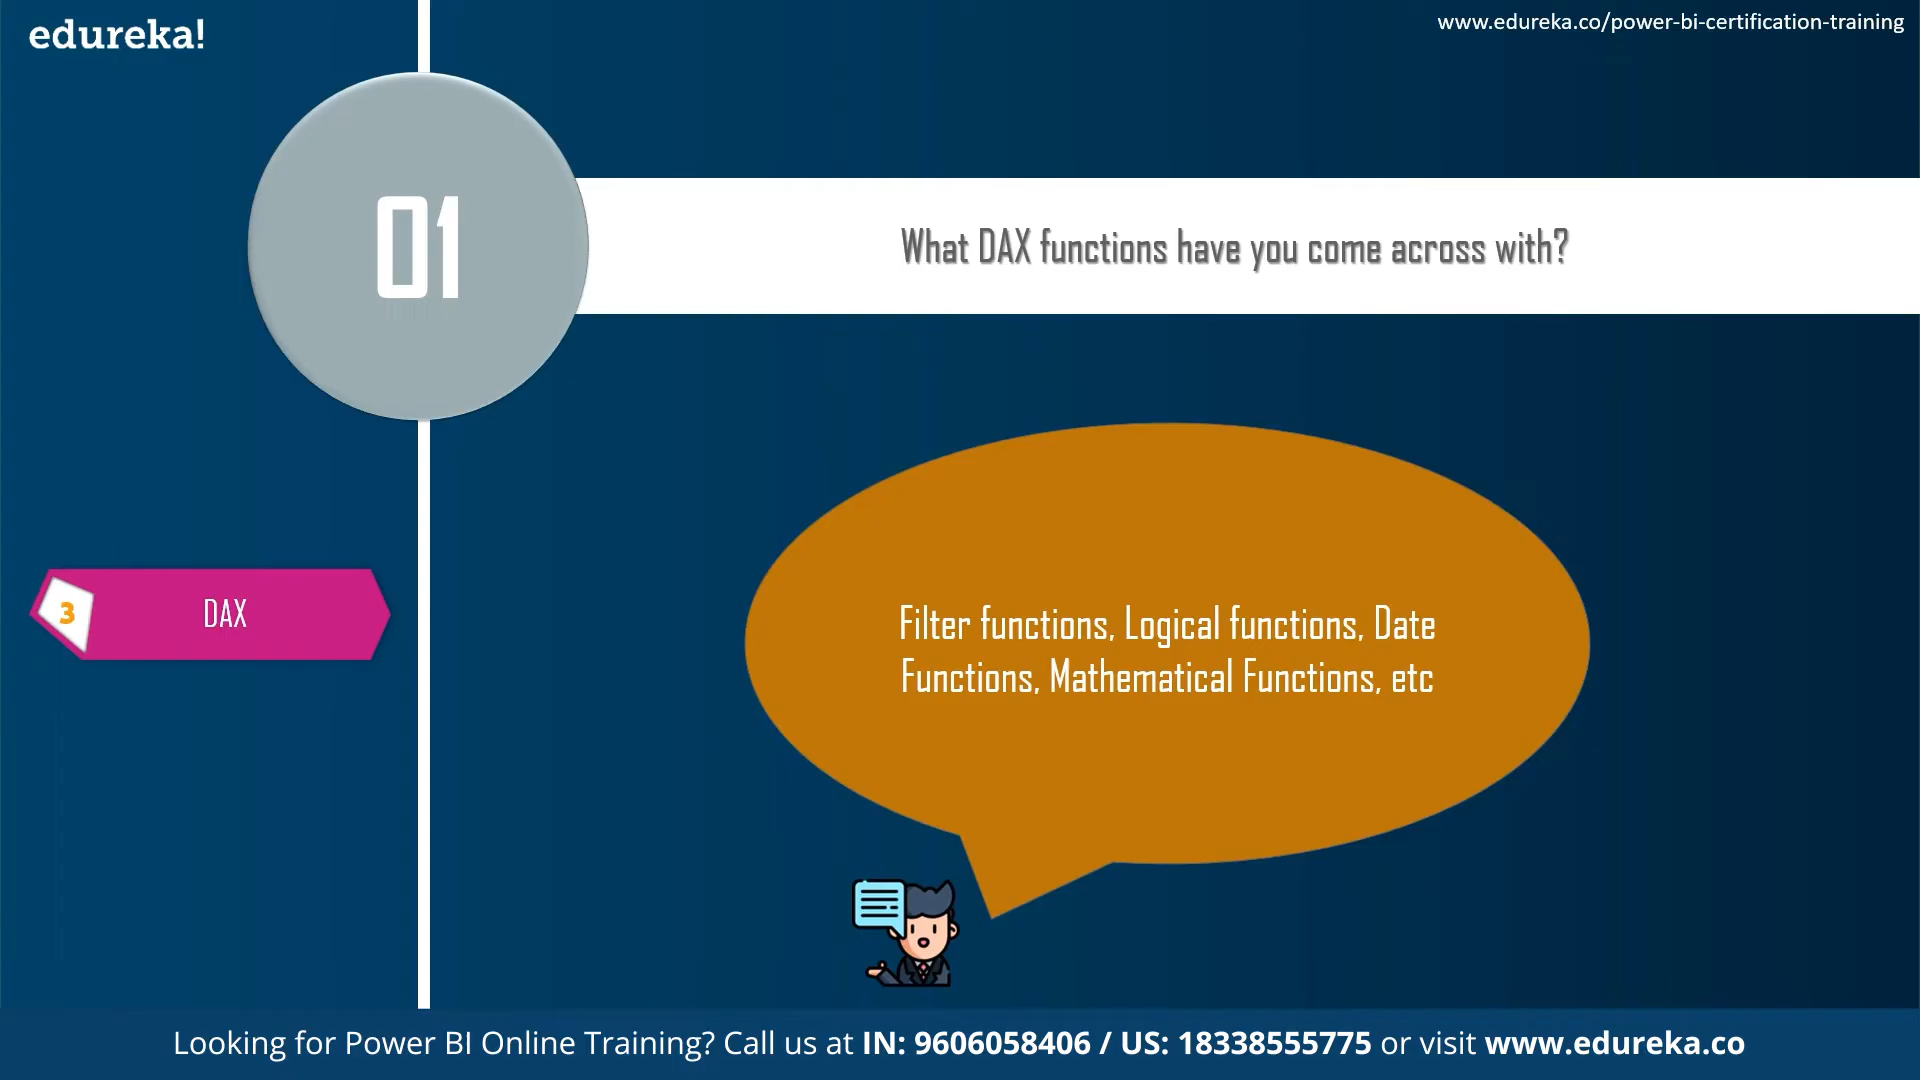 edureka!
www.edureka.co/power-bi-certification-training
01
What DAX functions have you come across with?
3
DAX
Filter functions, Logical functions, Date
Functions, Mathematical Functions, etc
Looking for Power BI Online Training? Call us at IN: 9606058406 / US: 18338555775 or visit www.edureka.co